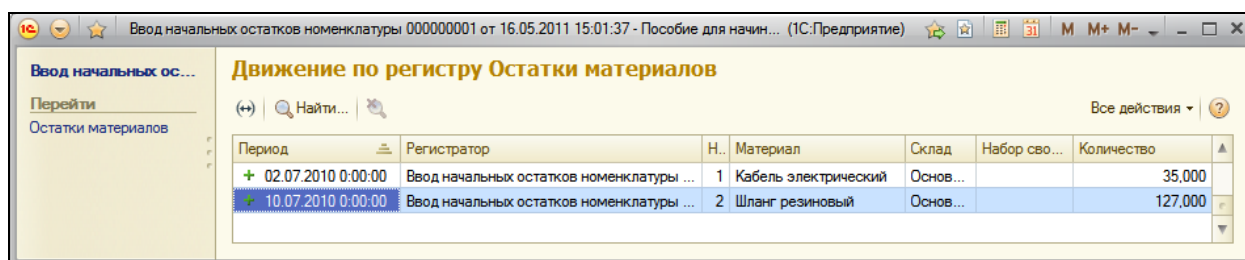 1С Ввод начальных остатков номенклатуры 000000001 от 16.05.2011 15:01:37 - Пособие для начин... (1С:Предприятие) 31 M M+ M-
Ввод начальных ос...
Перейти
Остатки материалов
Движение по регистру Остатки материалов
Найти... Все действия ?
Период Регистратор Н.. Материал Склад Набор сво... Количество
02.07.2010 0:00:00 Ввод начальных остатков номенклатуры ... 1 Кабель электрический Основ... 35,000
10.07.2010 0:00:00 Ввод начальных остатков номенклатуры ... 2 Шланг резиновый Основ... 127,000